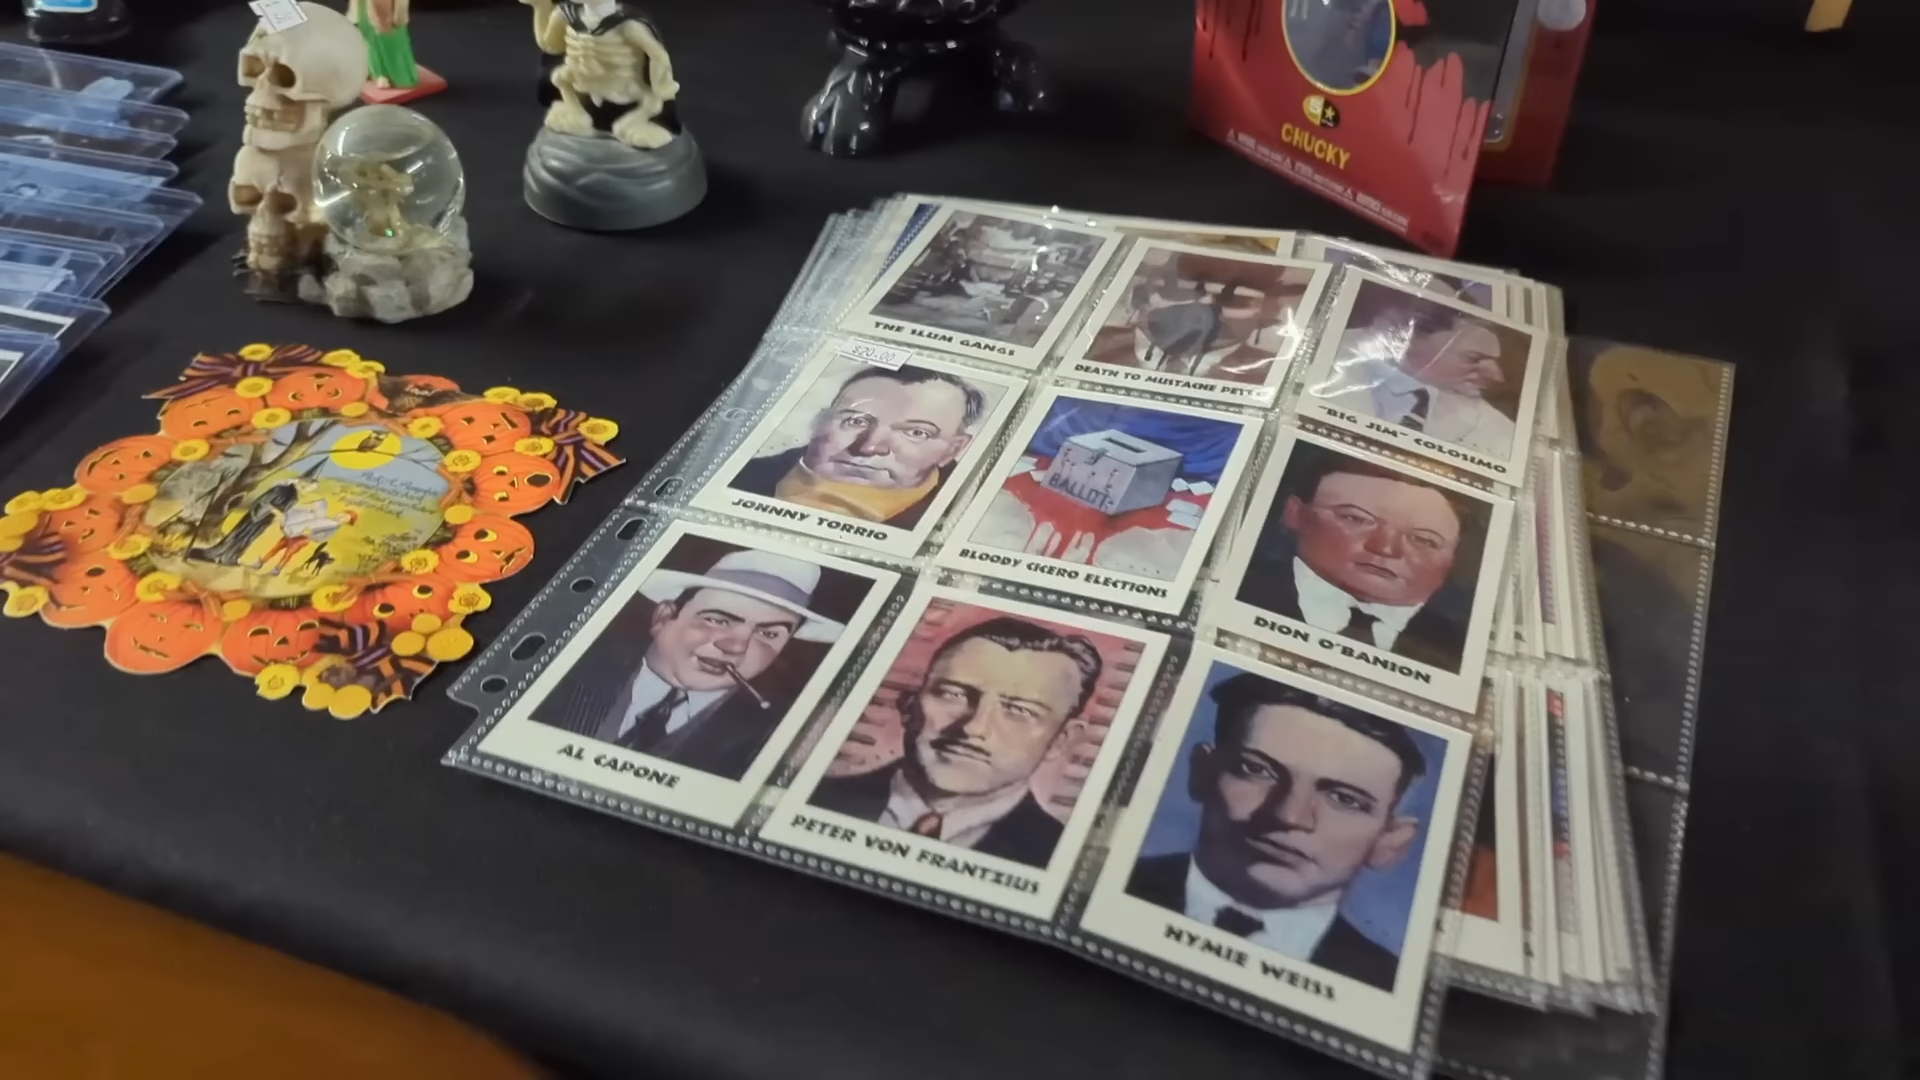 CHUCKY
THE SLUM GANGS
DEATH TO MUSTACHE
"BIG JIM" COLOSIMO
$20.00
JOHNNY TORRIO
BALLOT
BLOODY CICERO ELECTIONS
DION O'BANION
AL CAPONE
PETER VON FRANTZIUS
HYMIE WEISS